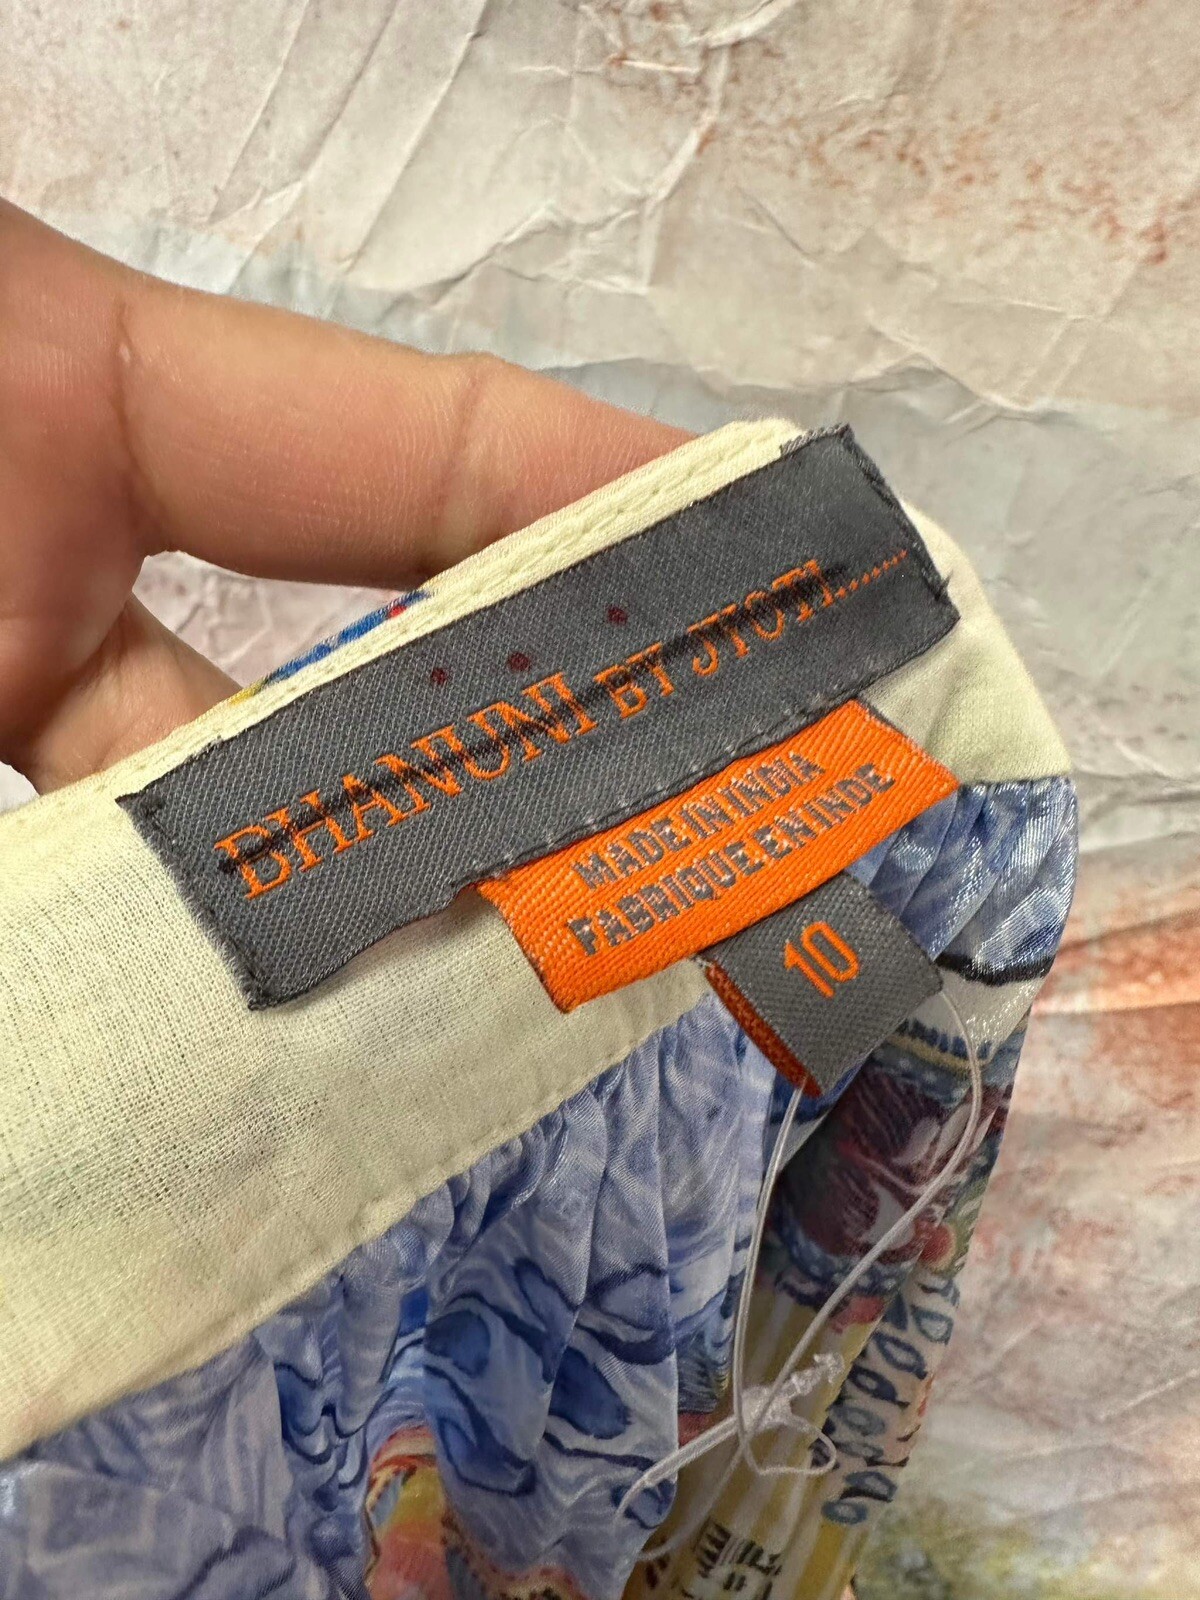 BHANUNI BY JYOTI......
MADE IN INDIA
FABRIQUE EN INDE
10